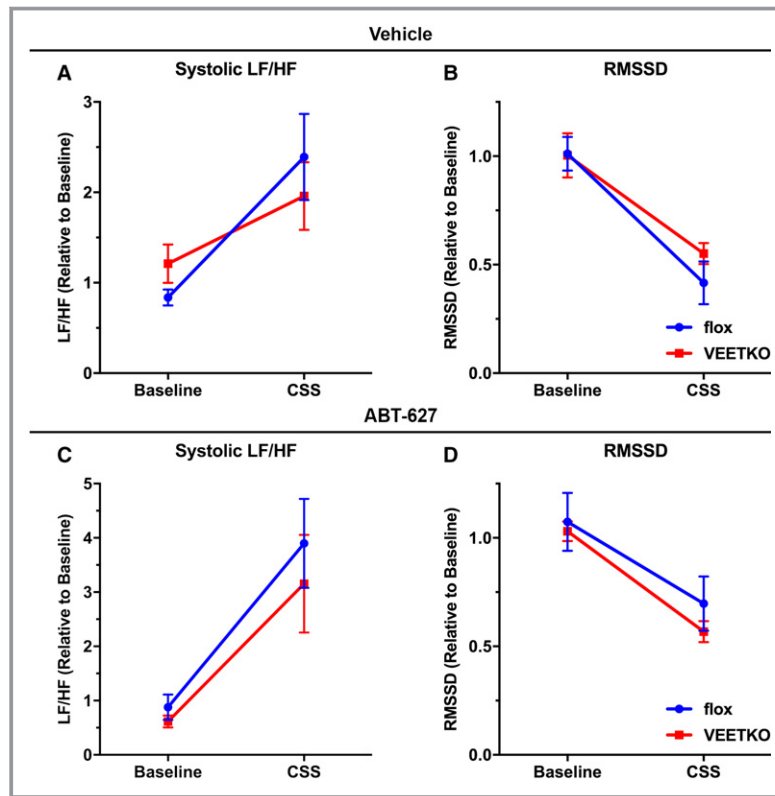 Vehicle
A Systolic LF/HF
LF/HF (Relative to Baseline)
3
2
1
0
Baseline CSS
B RMSSD
RMSSD (Relative to Baseline)
1.0
0.5
0.0
flox
VEETKO
Baseline CSS
ABT-627
C Systolic LF/HF
LF/HF (Relative to Baseline)
5
4
3
2
1
0
Baseline CSS
D RMSSD
RMSSD (Relative to Baseline)
1.0
0.5
0.0
flox
VEETKO
Baseline CSS